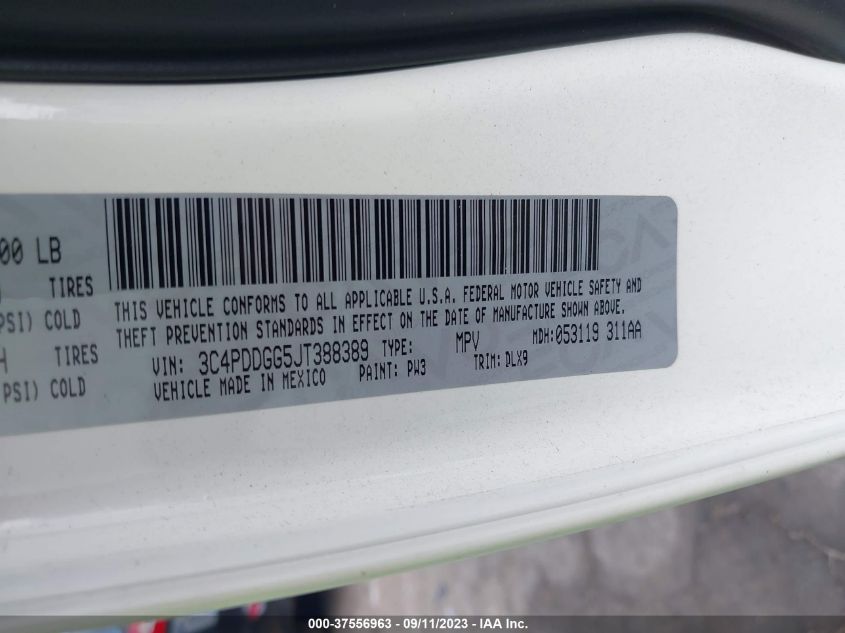 00 LB
TIRES
PSI) COLD
TIRES
PSI) COLD
THIS VEHICLE CONFORMS TO ALL APPLICABLE U.S.A. FEDERAL MOTOR VEHICLE SAFETY AND
THEFT PREVENTION STANDARDS IN EFFECT ON THE DATE OF MANUFACTURE SHOWN ABOVE.
VIN: 3C4PDDGG5JT388389 TYPE: MPV MDH:053119 311AA
VEHICLE MADE IN MEXICO PAINT: PW3 TRIM: DLX9
000-37556963 - 09/11/2023 - IAA Inc.